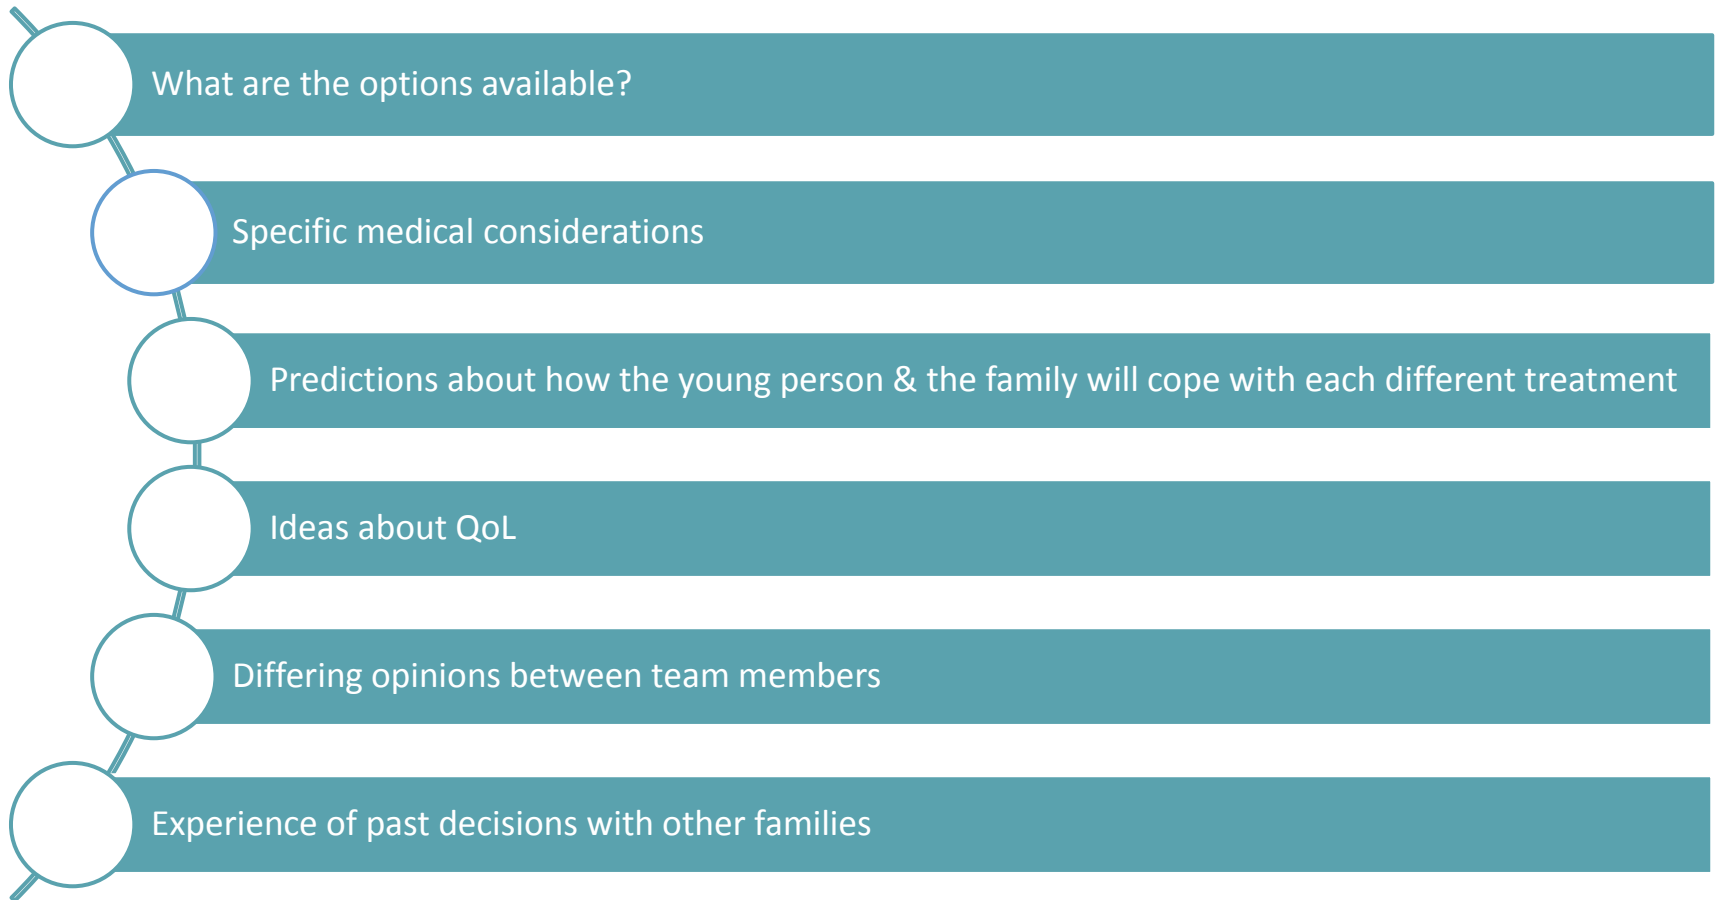 What are the options available?
Specific medical considerations
Predictions about how the young person & the family will cope with each different treatment
Ideas about QoL
Differing opinions between team members
Experience of past decisions with other families